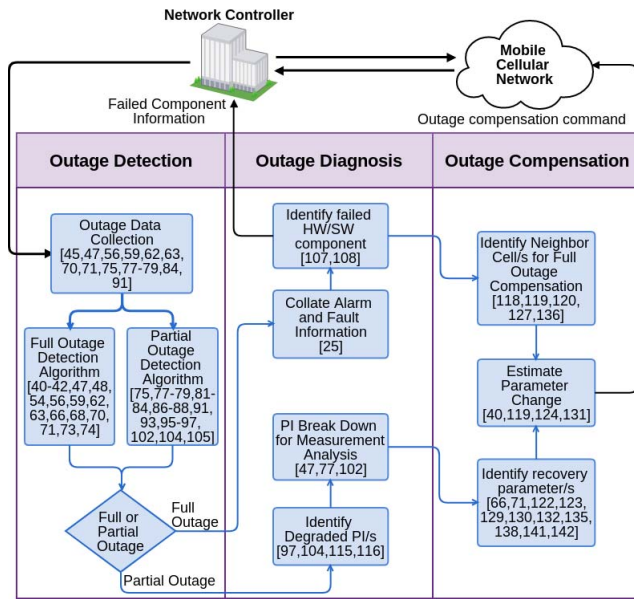 Network Controller
Mobile
Cellular
Network
Failed Component
Information
Outage compensation command
Outage Detection
Outage Diagnosis
Outage Compensation
Outage Data
Collection
[45,47,56,59,62,63,
70,71,75,77-79,84,
91]
Full Outage
Detection
Algorithm
[40-42,47,48,
54,56,59,62,
63,66,68,70,
71,73,74]
Partial
Outage
Detection
Algorithm
[75,77-79,81-
84,86-88,91,
93,95-97,
102,104,105]
Full or
Partial
Outage
Full
Outage
Partial Outage
Identify failed
HW/SW
component
[107,108]
Collate Alarm
and Fault
Information
[25]
PI Break Down
for Measurement
Analysis
[47,77,102]
Identify
Degraded PI/s
[97,104,115,116]
Identify Neighbor
Cell/s for Full
Outage
Compensation
[118,119,120,
127,136]
Estimate
Parameter
Change
[40,119,124,131]
Identify recovery
parameter/s
[66,71,122,123,
129,130,132,135,
138,141,142]